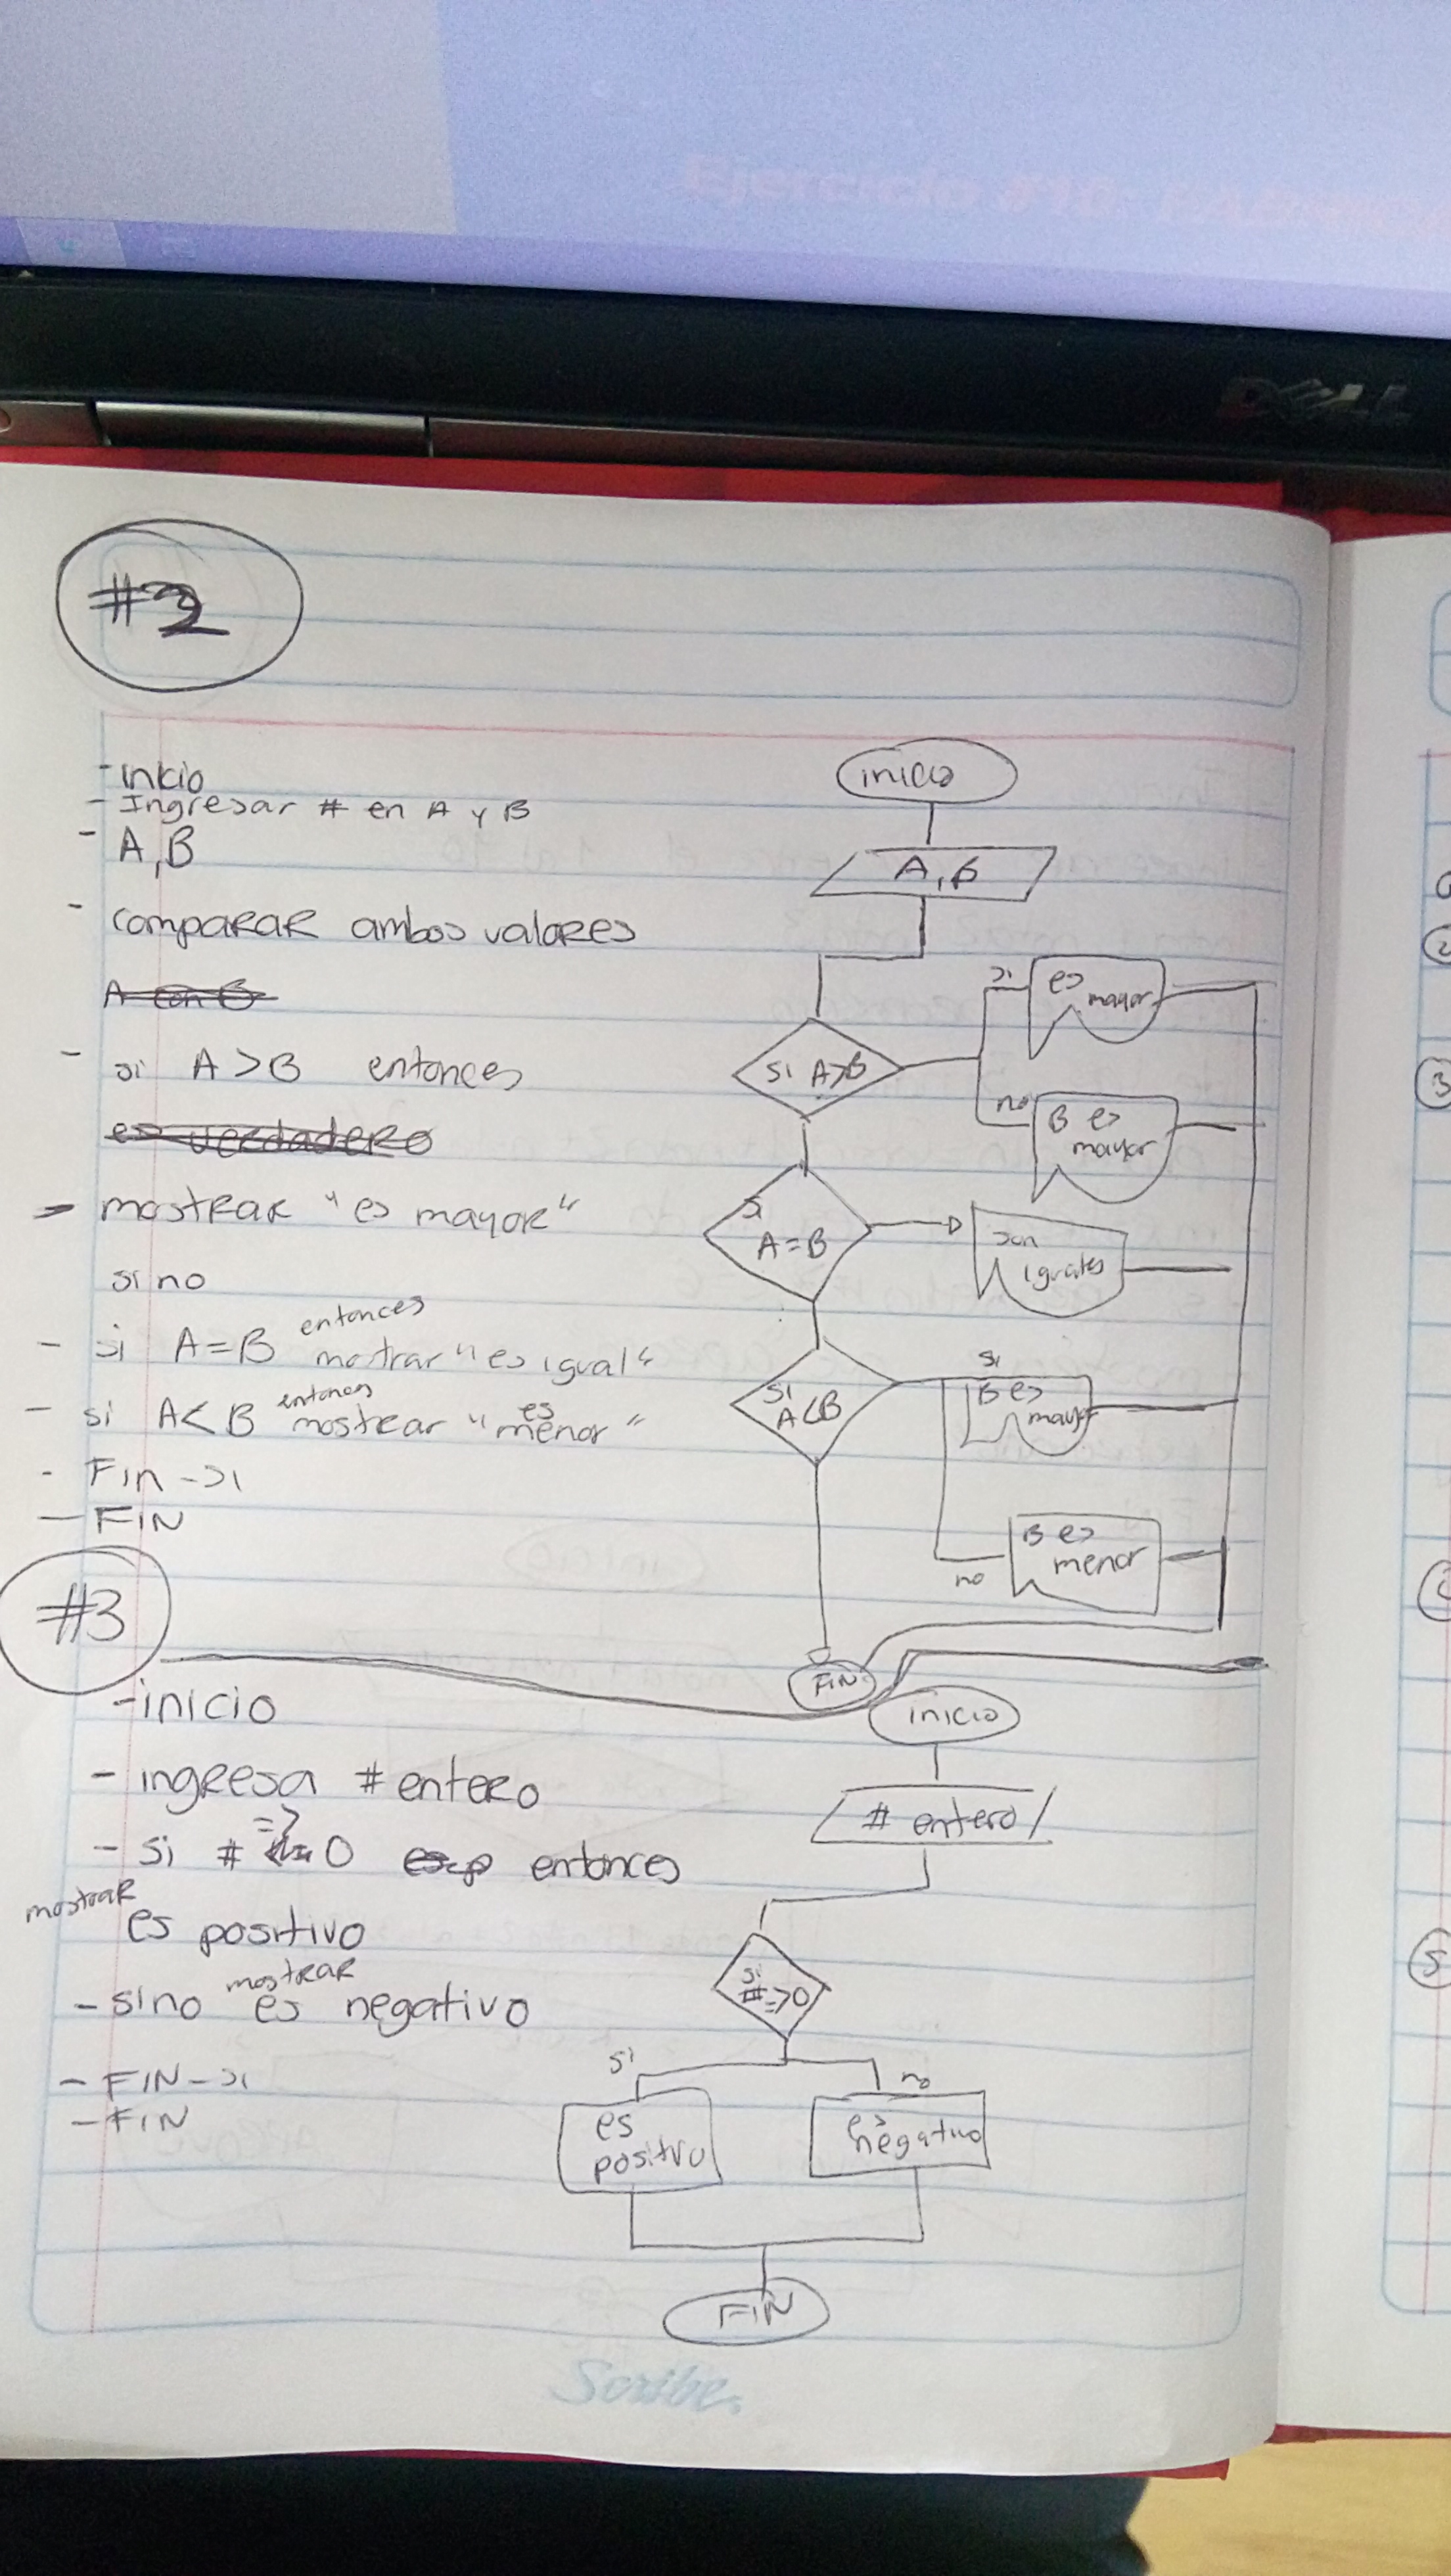 Ejercicio #10:
DELL
#2
- inicio
- Ingresar # en A y B
- A, B
- comparar ambos valores
A con B
- si A > B entonces
es verdadero
- mostrar "es mayor"
sino
- si A = B entonces mostrar "es igual"
- si A < B entonces mostrar "es menor"
- Fin - si
- FIN
inicio
A, B
si A>B
si
es mayor
no
B es mayor
si A=B
son iguales
si A<B
si
B es mayor
no
B es menor
FIN
#3
- inicio
- ingresa # entero
- si # => 0 entonces
mostrar es positivo
- sino mostrar es negativo
- FIN - si
- FIN
inicio
# entero
si # => 0
si
es positivo
no
es negativo
FIN
Scribe
2
3
5